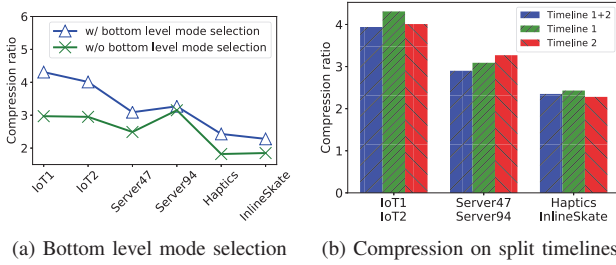 6
5
4
3
2
Compression ratio
w/ bottom level mode selection
w/o bottom level mode selection
IoT1
IoT2
Server47
Server94
Haptics
InlineSkate
(a) Bottom level mode selection
4
3
2
1
0
Compression ratio
Timeline 1+2
Timeline 1
Timeline 2
IoT1
IoT2
Server47
Server94
Haptics
InlineSkate
(b) Compression on split timelines